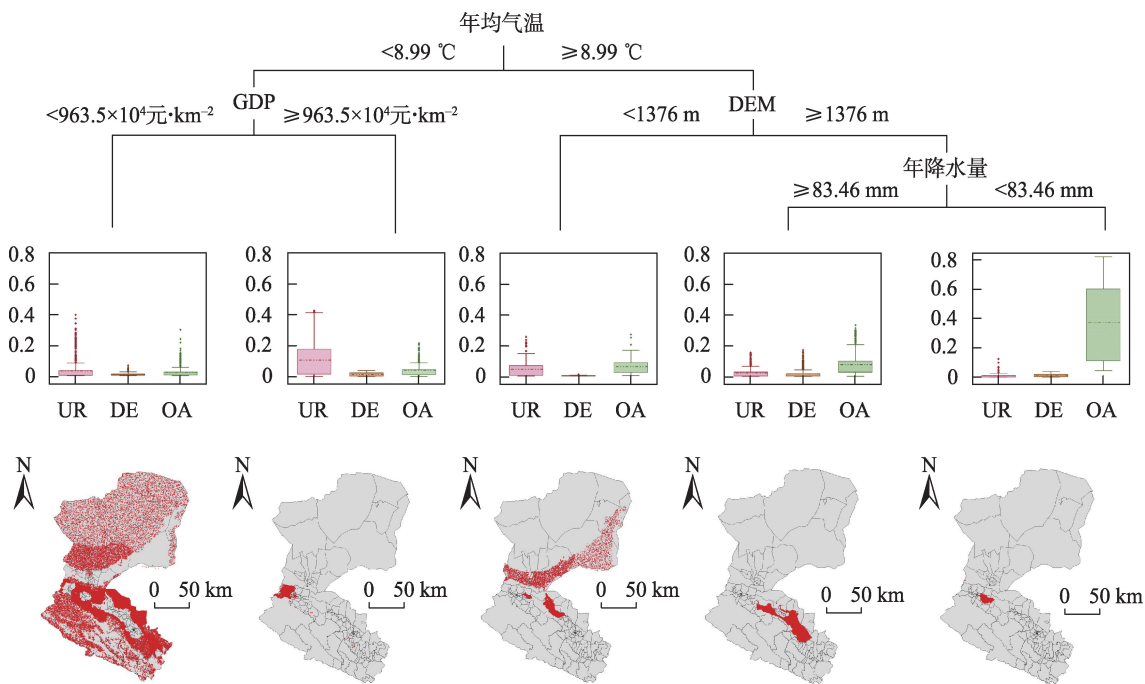 年均气温
<8.99 ℃ ≥8.99 ℃
GDP DEM
<963.5×10⁴元·km⁻² ≥963.5×10⁴元·km⁻² <1376 m ≥1376 m
年降水量
≥83.46 mm <83.46 mm
0.8 0.8 0.8 0.8 0.8
0.6 0.6 0.6 0.6 0.6
0.4 0.4 0.4 0.4 0.4
0.2 0.2 0.2 0.2 0.2
0 0 0 0 0
UR DE OA UR DE OA UR DE OA UR DE OA UR DE OA
N N N N N
0 50 km 0 50 km 0 50 km 0 50 km 0 50 km